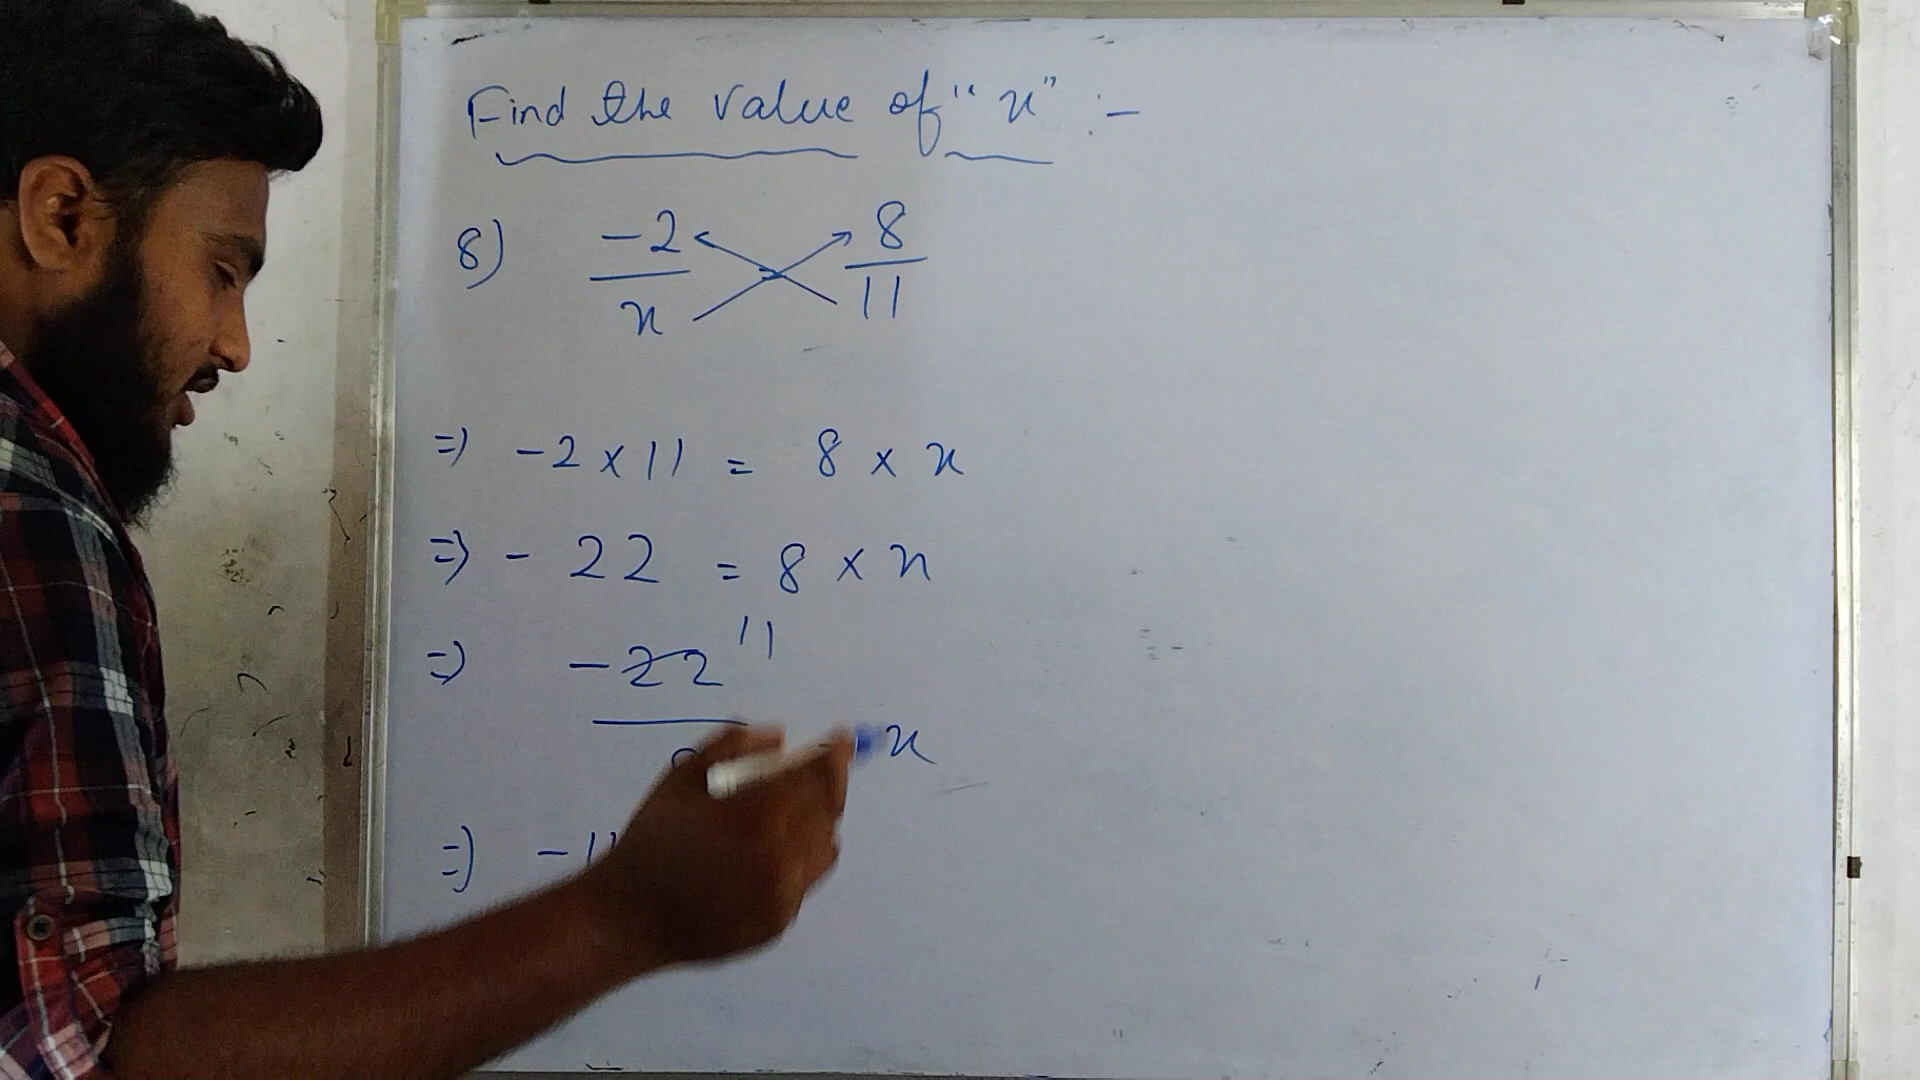 Find the value of "x" :-
8) -2/x = 8/11
=) -2 x 11 = 8 x x
=) - 22 = 8 x x
=) -22 11
= x
=) -11